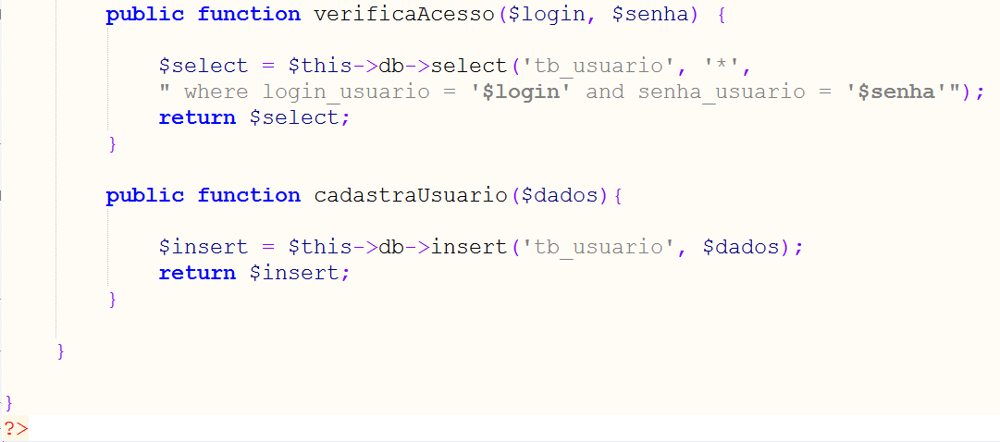 public function verificaAcesso($login, $senha) {
$select = $this->db->select('tb_usuario', '*',
" where login_usuario = '$login' and senha_usuario = '$senha'");
return $select;
}
public function cadastraUsuario($dados){
$insert = $this->db->insert('tb_usuario', $dados);
return $insert;
}
}
}
?>